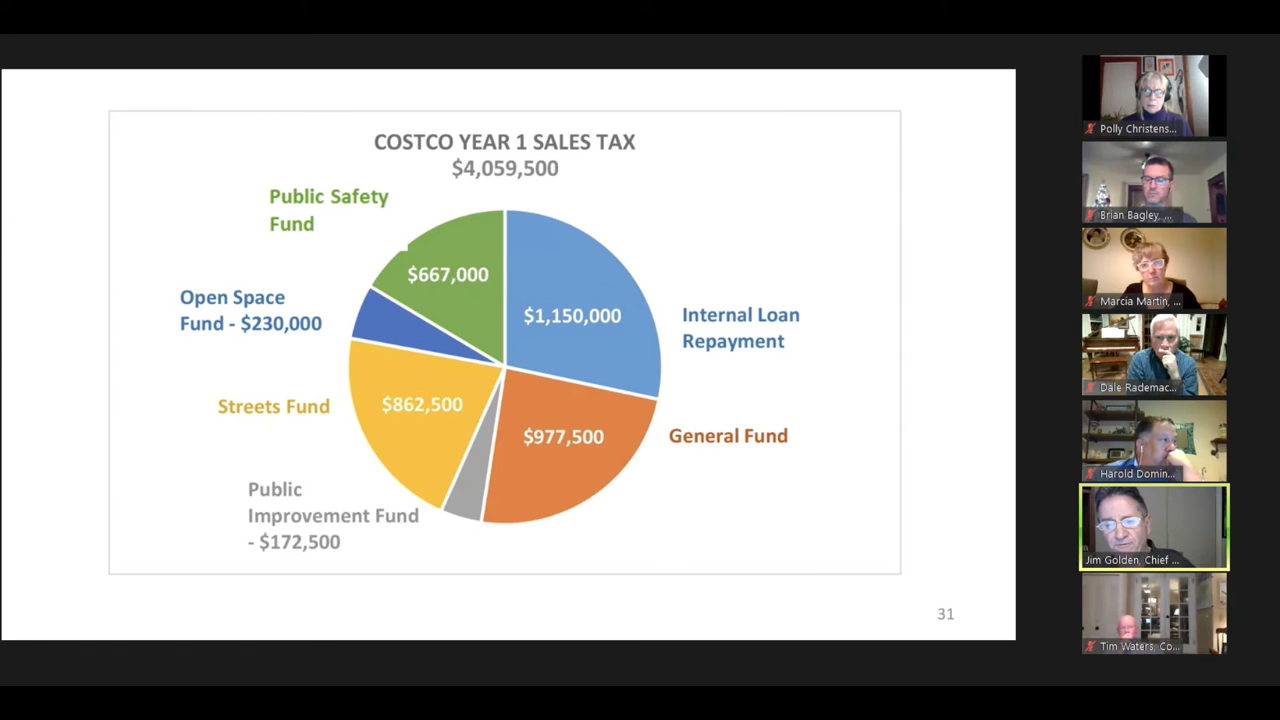 COSTCO YEAR 1 SALES TAX
$4,059,500
Public Safety
Fund
$667,000
Open Space
Fund - $230,000
$1,150,000
Internal Loan
Repayment
Streets Fund
$862,500
$977,500
General Fund
Public
Improvement Fund
- $172,500
31
Polly Christens...
Brian Bagley, ...
Marcia Martin, ...
Dale Rademac...
Harold Domin...
Jim Golden, Chief ...
Tim Waters, Co...